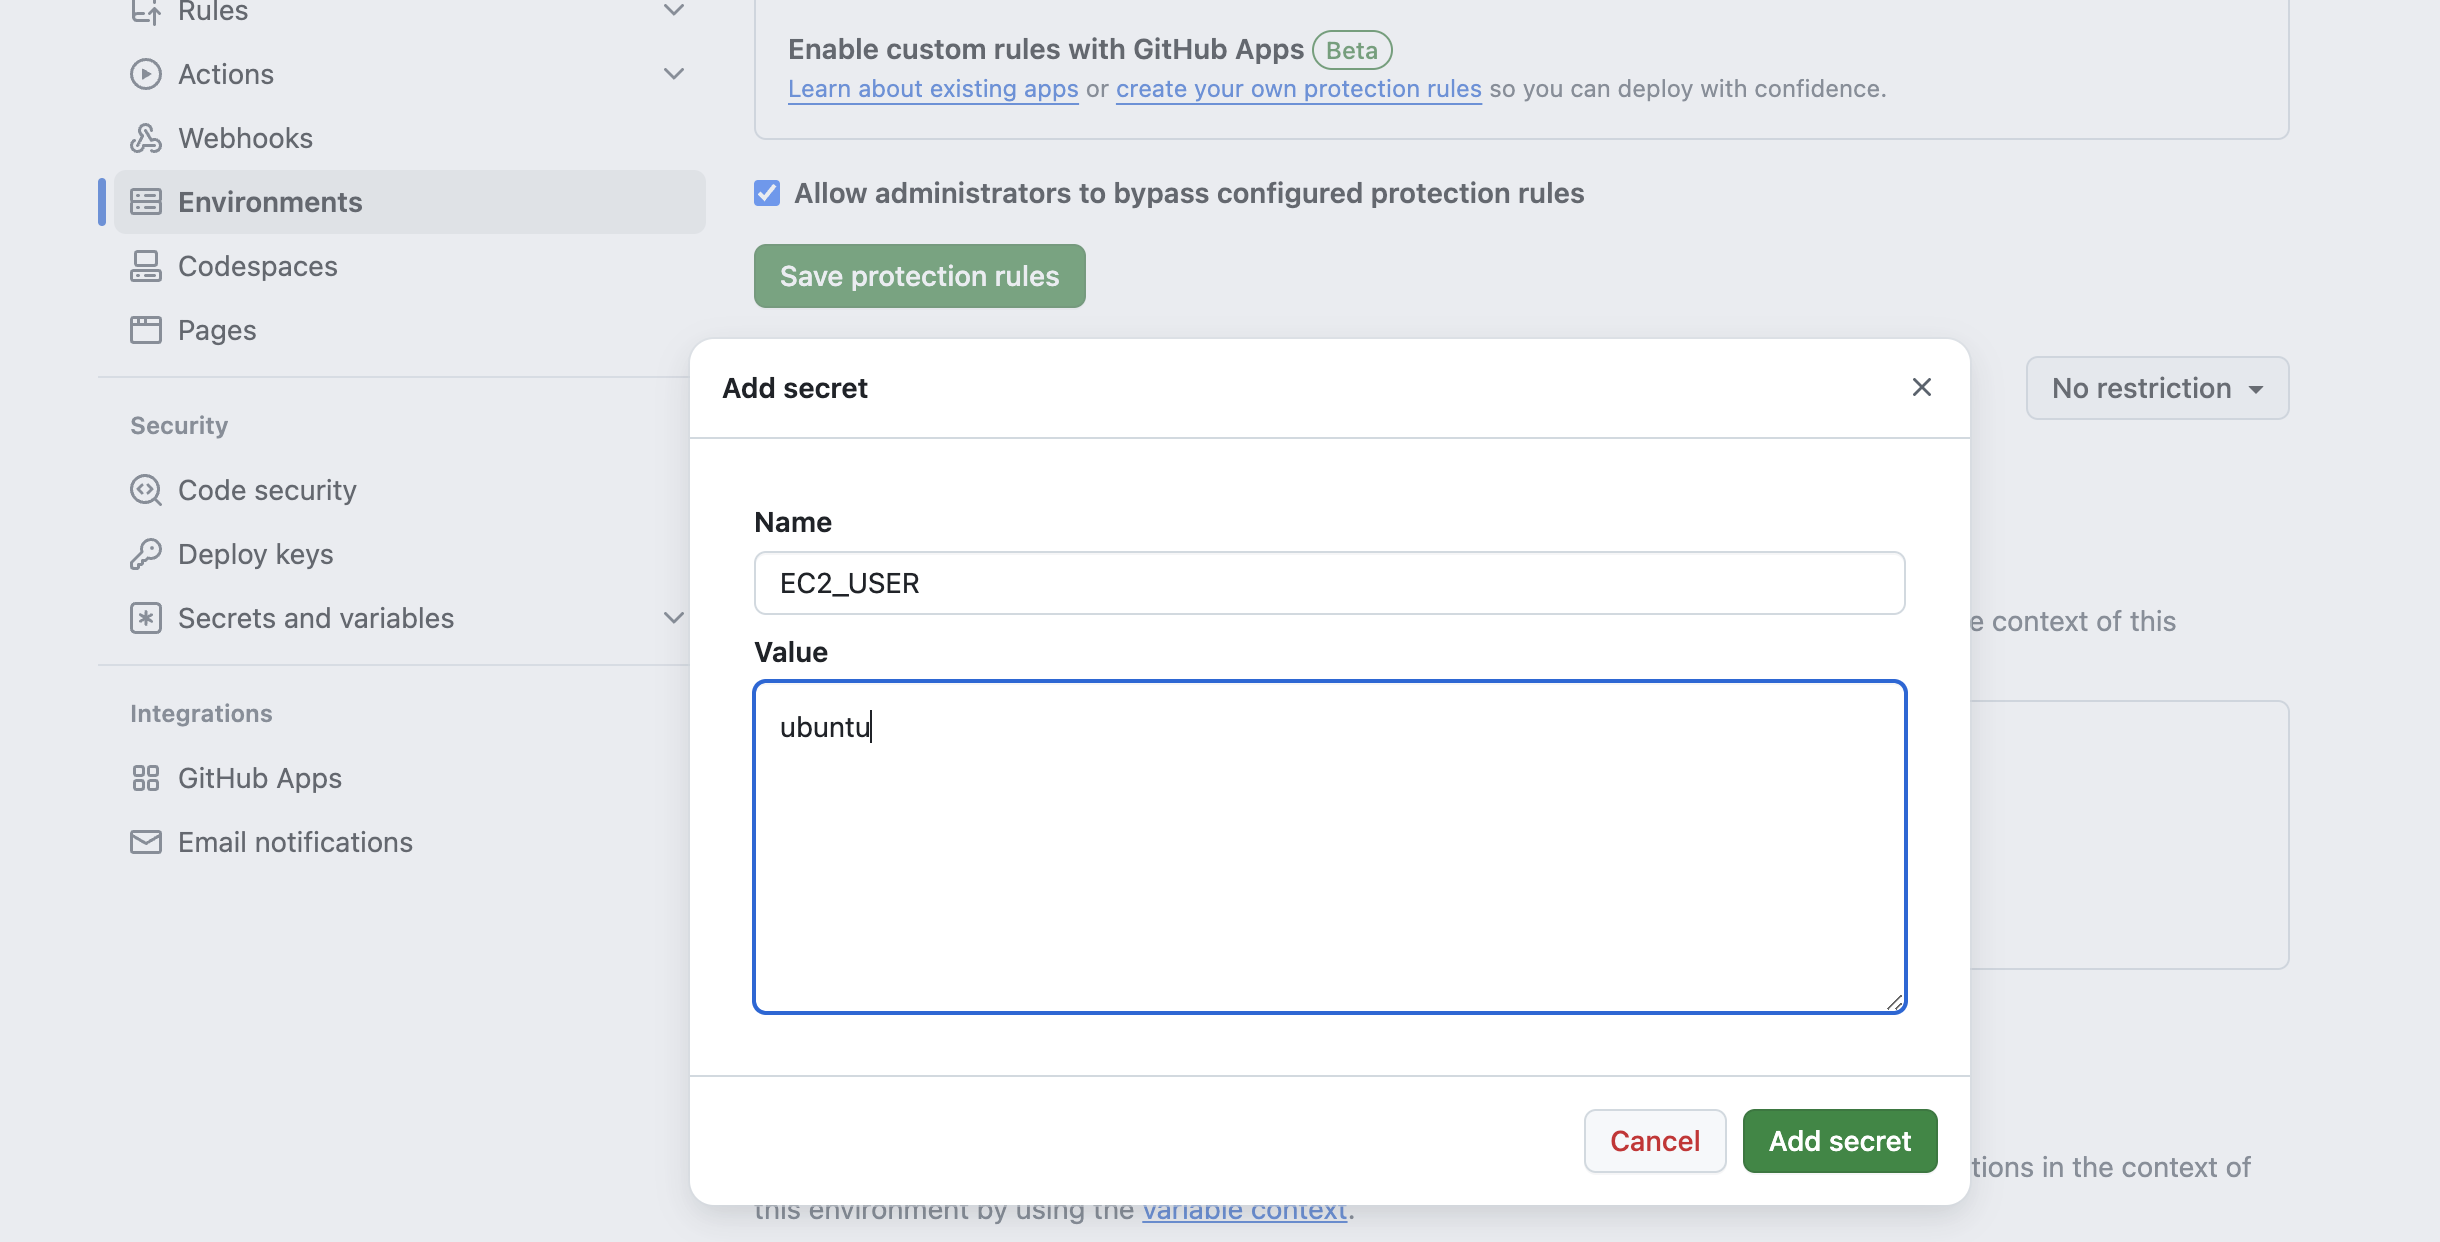 Rules
Actions
Webhooks
Environments
Codespaces
Pages
Security
Code security
Deploy keys
Secrets and variables
Integrations
GitHub Apps
Email notifications
Enable custom rules with GitHub Apps Beta
Learn about existing apps or create your own protection rules so you can deploy with confidence.
Allow administrators to bypass configured protection rules
Save protection rules
No restriction
Add secret
Name
EC2_USER
Value
ubuntu
Cancel
Add secret
e context of this
tions in the context of
this environment by using the variable context.